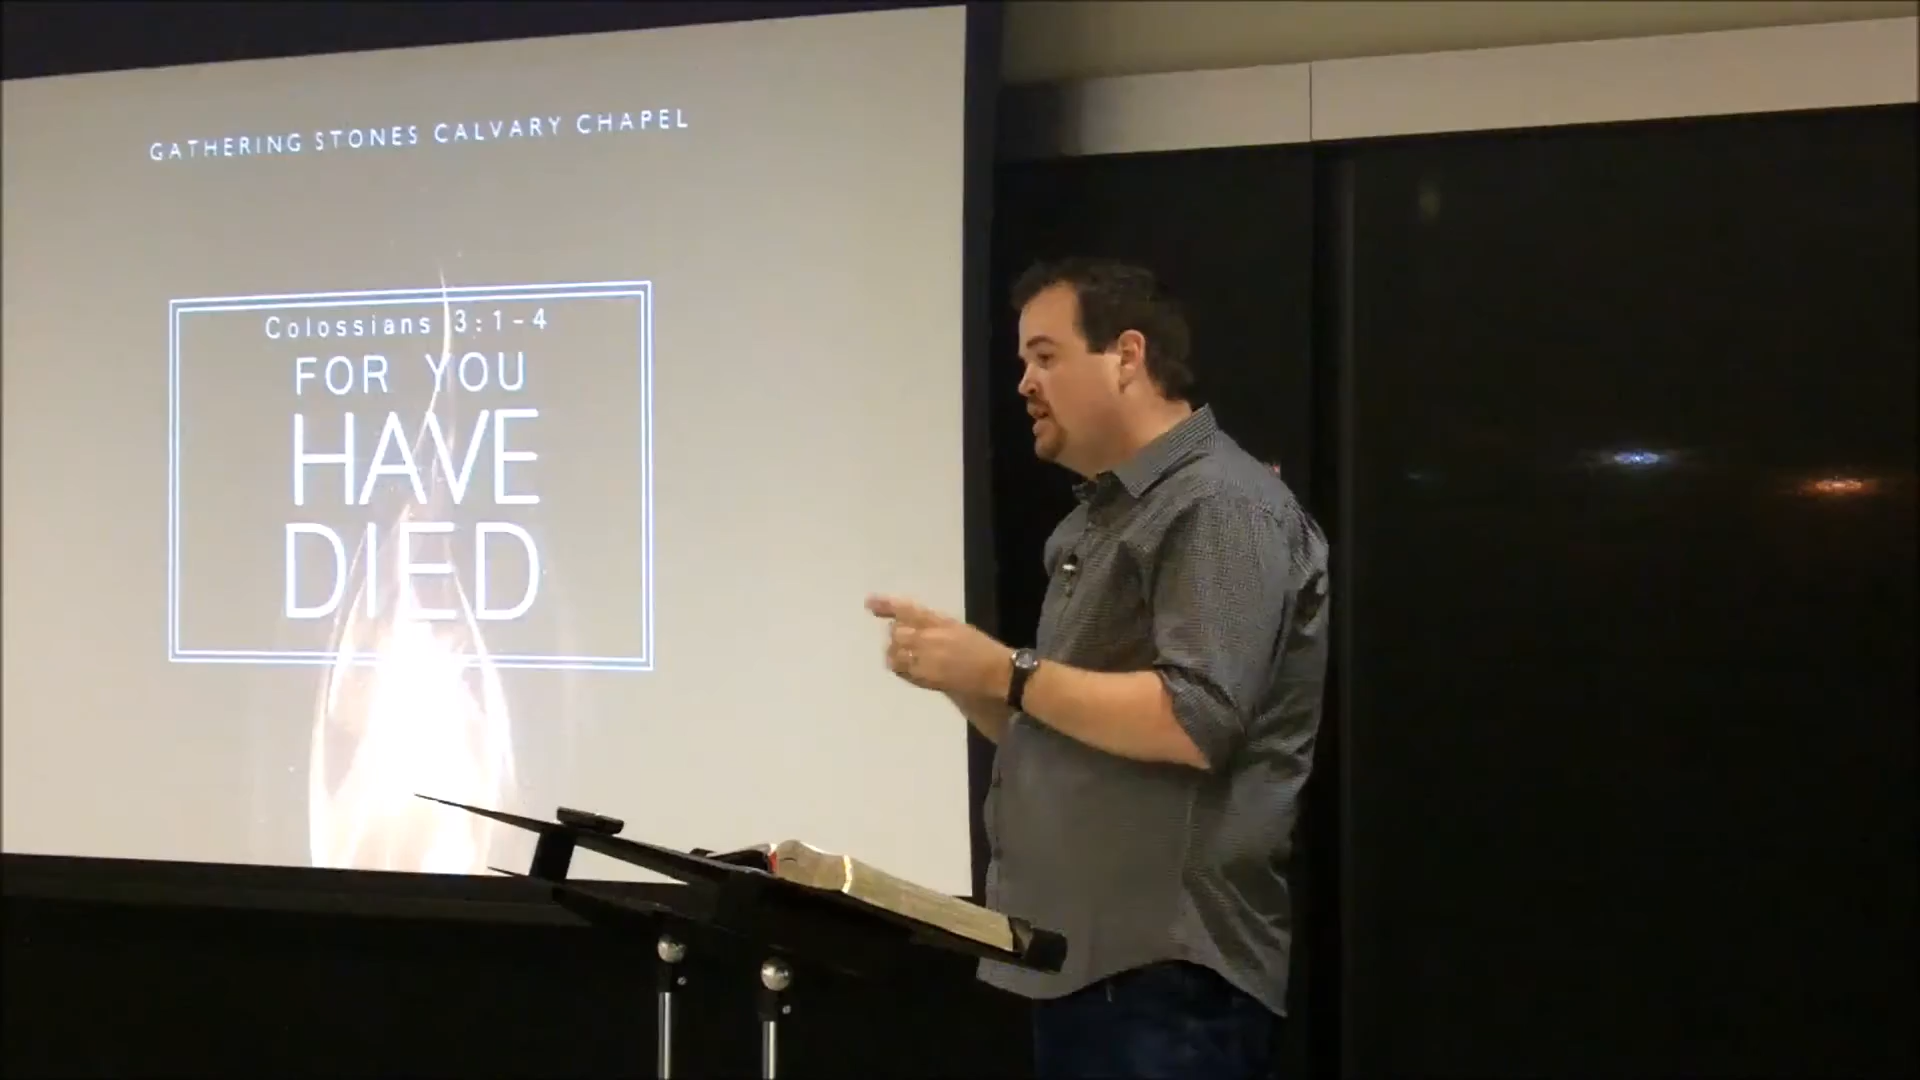 GATHERING STONES CALVARY CHAPEL
Colossians 3:1-4
FOR YOU
HAVE
DIED